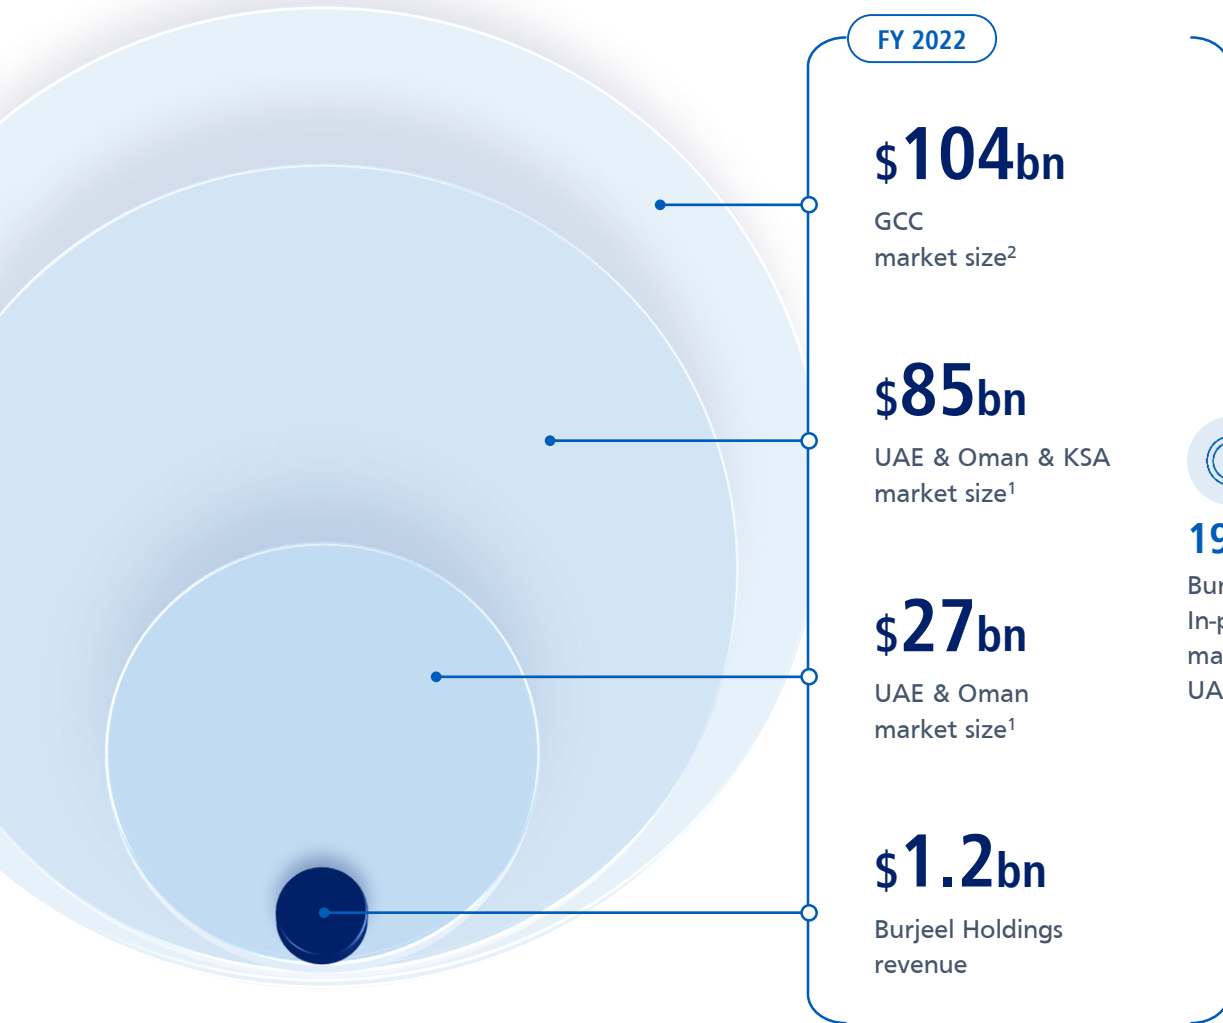 FY 2022
$104bn
GCC
market size²
$85bn
UAE & Oman & KSA
market size¹
$27bn
UAE & Oman
market size¹
$1.2bn
Burjeel Holdings
revenue